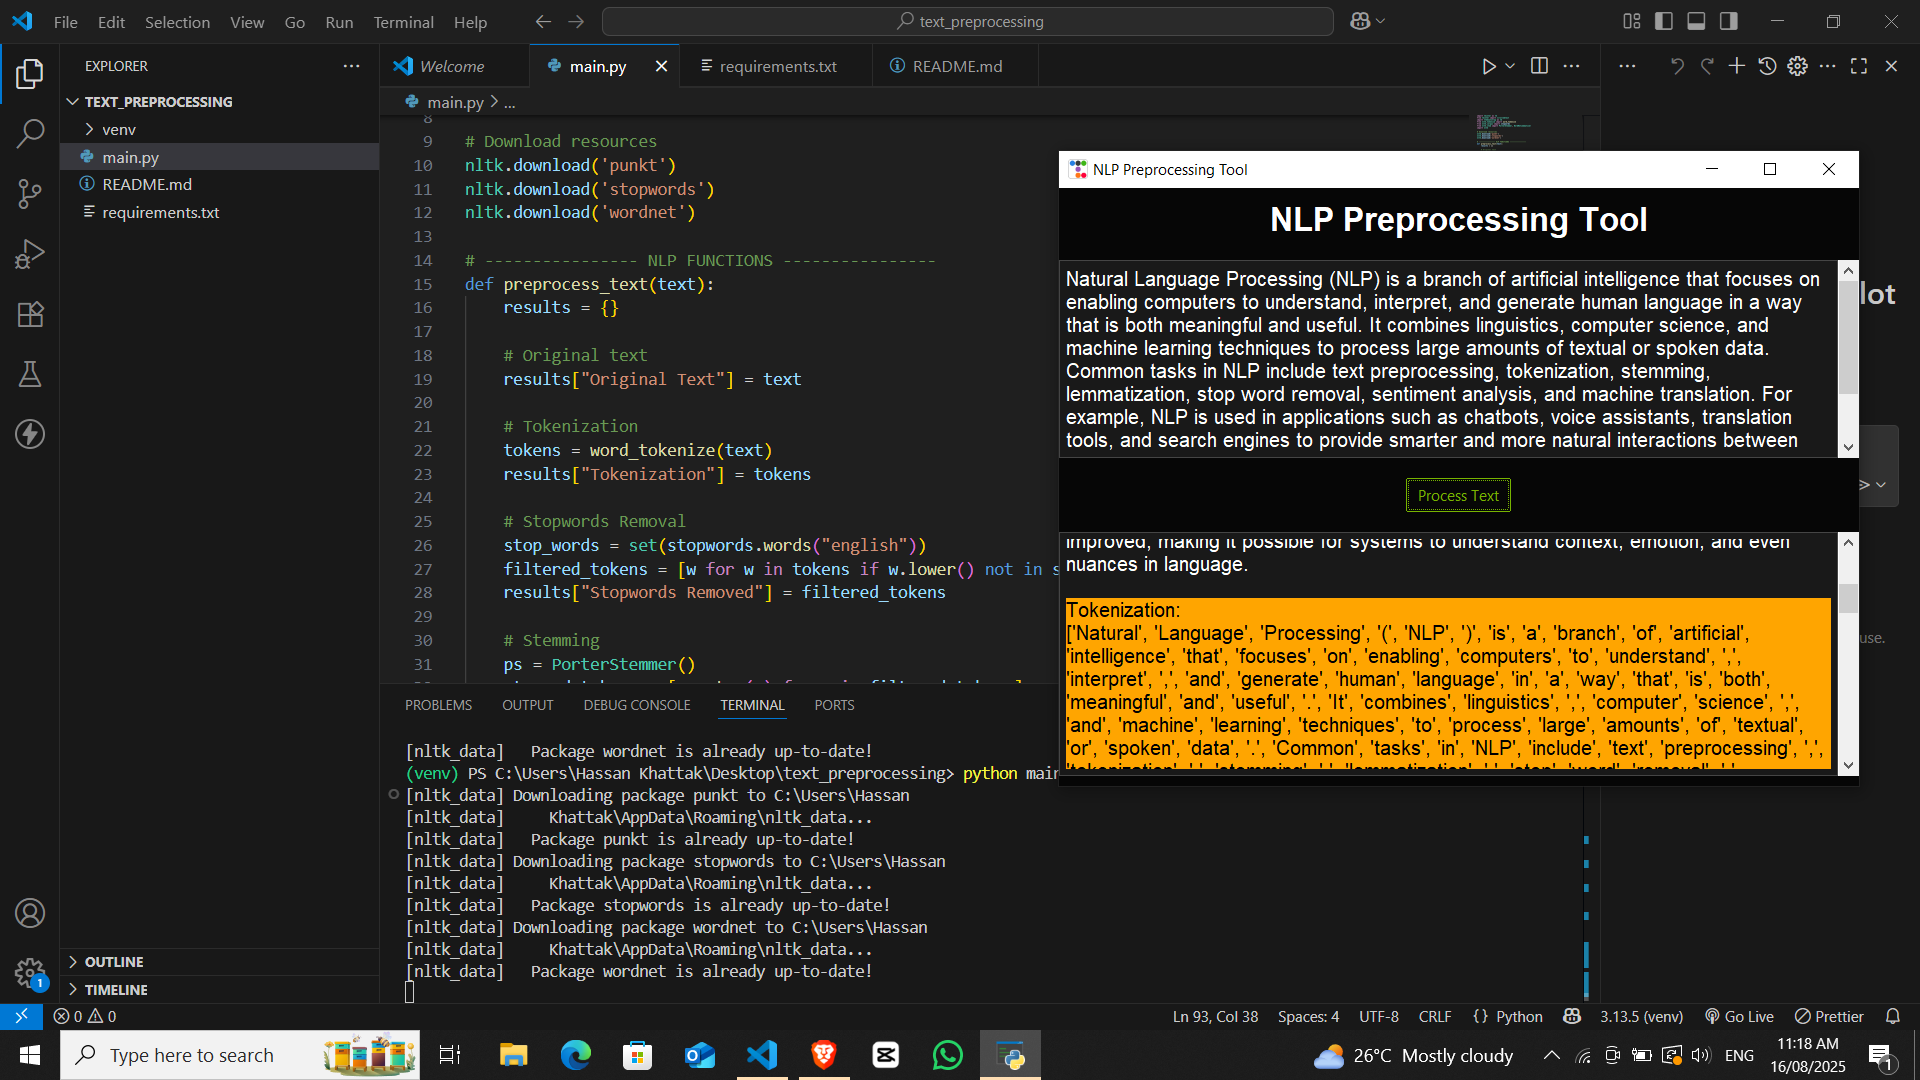 File Edit Selection View Go Run Terminal Help
text_preprocessing
EXPLORER
TEXT_PREPROCESSING
venv
main.py
README.md
requirements.txt
OUTLINE
TIMELINE
Welcome
main.py
requirements.txt
README.md
main.py > ...
8
9 # Download resources
10 nltk.download('punkt')
11 nltk.download('stopwords')
12 nltk.download('wordnet')
13
14 # ---------------- NLP FUNCTIONS ----------------
15 def preprocess_text(text):
16 results = {}
17
18 # Original text
19 results["Original Text"] = text
20
21 # Tokenization
22 tokens = word_tokenize(text)
23 results["Tokenization"] = tokens
24
25 # Stopwords Removal
26 stop_words = set(stopwords.words("english"))
27 filtered_tokens = [w for w in tokens if w.lower() not in s
28 results["Stopwords Removed"] = filtered_tokens
29
30 # Stemming
31 ps = PorterStemmer()
PROBLEMS OUTPUT DEBUG CONSOLE TERMINAL PORTS
[nltk_data] Package wordnet is already up-to-date!
(venv) PS C:\Users\Hassan Khattak\Desktop\text_preprocessing> python main
[nltk_data] Downloading package punkt to C:\Users\Hassan
[nltk_data] Khattak\AppData\Roaming\nltk_data...
[nltk_data] Package punkt is already up-to-date!
[nltk_data] Downloading package stopwords to C:\Users\Hassan
[nltk_data] Khattak\AppData\Roaming\nltk_data...
[nltk_data] Package stopwords is already up-to-date!
[nltk_data] Downloading package wordnet to C:\Users\Hassan
[nltk_data] Khattak\AppData\Roaming\nltk_data...
[nltk_data] Package wordnet is already up-to-date!
NLP Preprocessing Tool
NLP Preprocessing Tool
Natural Language Processing (NLP) is a branch of artificial intelligence that focuses on
enabling computers to understand, interpret, and generate human language in a way
that is both meaningful and useful. It combines linguistics, computer science, and
machine learning techniques to process large amounts of textual or spoken data.
Common tasks in NLP include text preprocessing, tokenization, stemming,
lemmatization, stop word removal, sentiment analysis, and machine translation. For
example, NLP is used in applications such as chatbots, voice assistants, translation
tools, and search engines to provide smarter and more natural interactions between
Process Text
improved, making it possible for systems to understand context, emotion, and even
nuances in language.
Tokenization:
['Natural', 'Language', 'Processing', '(', 'NLP', ')', 'is', 'a', 'branch', 'of', 'artificial',
'intelligence', 'that', 'focuses', 'on', 'enabling', 'computers', 'to', 'understand', ',',
'interpret', ',', 'and', 'generate', 'human', 'language', 'in', 'a', 'way', 'that', 'is', 'both',
'meaningful', 'and', 'useful', '.', 'It', 'combines', 'linguistics', ',', 'computer', 'science', ',',
'and', 'machine', 'learning', 'techniques', 'to', 'process', 'large', 'amounts', 'of', 'textual',
'or', 'spoken', 'data', '.', 'Common', 'tasks', 'in', 'NLP', 'include', 'text', 'preprocessing', ',',
'tokenization', ',', 'stemming', ',', 'lemmatization', ',', 'stop', 'word', 'removal', ',',
lot
use.
0 0
Ln 93, Col 38 Spaces: 4 UTF-8 CRLF {} Python 3.13.5 (venv) Go Live Prettier
1
Type here to search
26°C Mostly cloudy
ENG
11:18 AM
16/08/2025
1